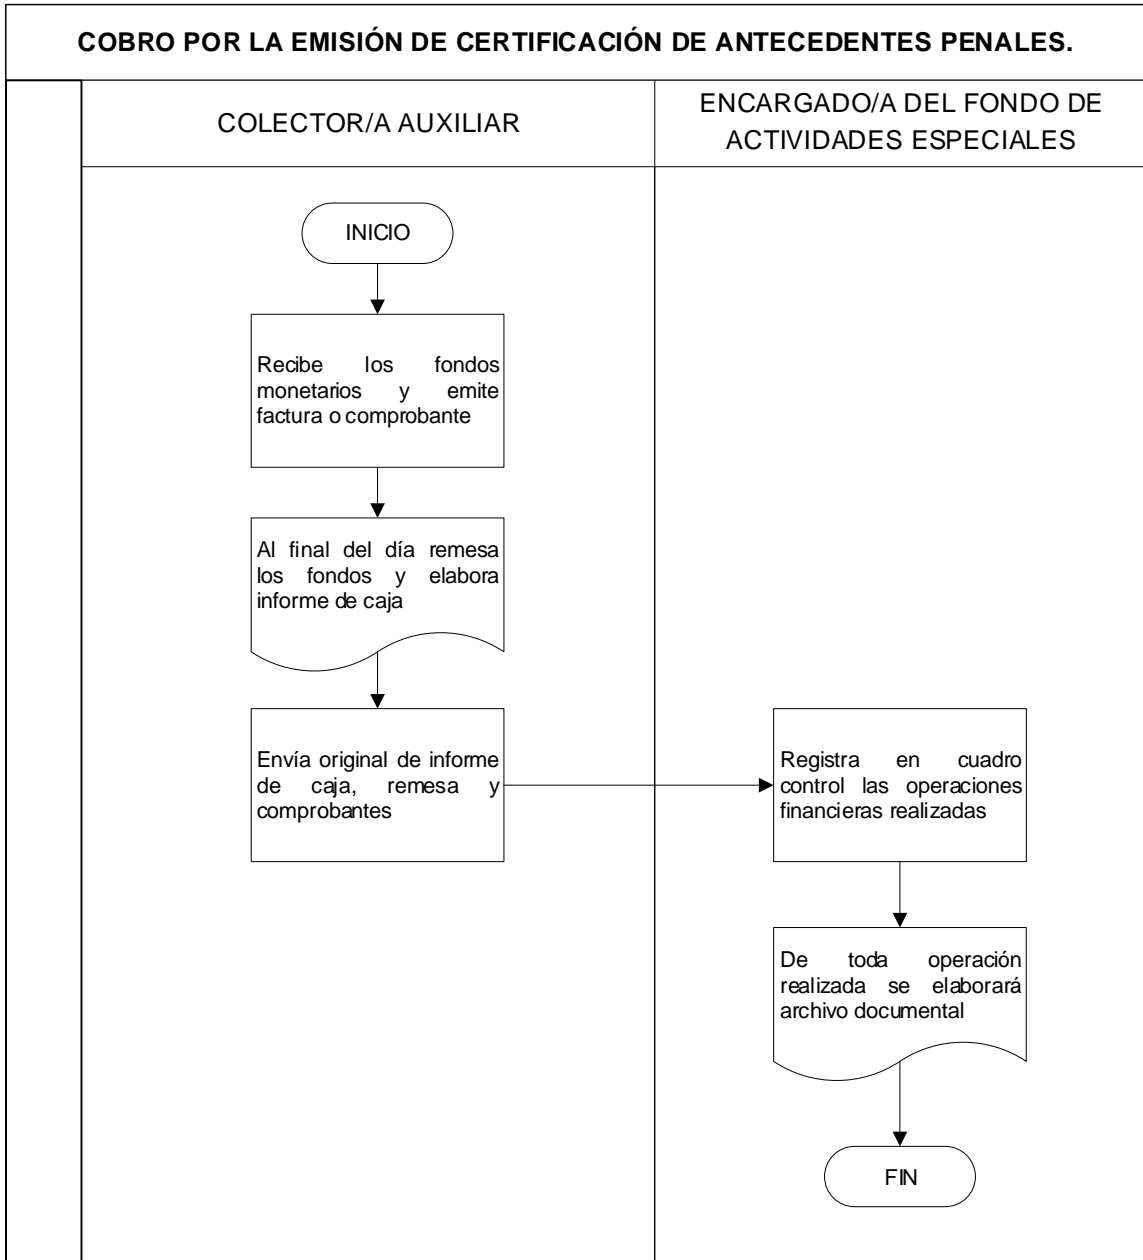 COBRO POR LA EMISIÓN DE CERTIFICACIÓN DE ANTECEDENTES PENALES.
COLECTOR/A AUXILIAR
ENCARGADO/A DEL FONDO DE
ACTIVIDADES ESPECIALES
INICIO
Recibe los fondos
monetarios y emite
factura o comprobante
Al final del día remesa
los fondos y elabora
informe de caja
Envía original de informe
de caja, remesa y
comprobantes
Registra en cuadro
control las operaciones
financieras realizadas
De toda operación
realizada se elaborará
archivo documental
FIN